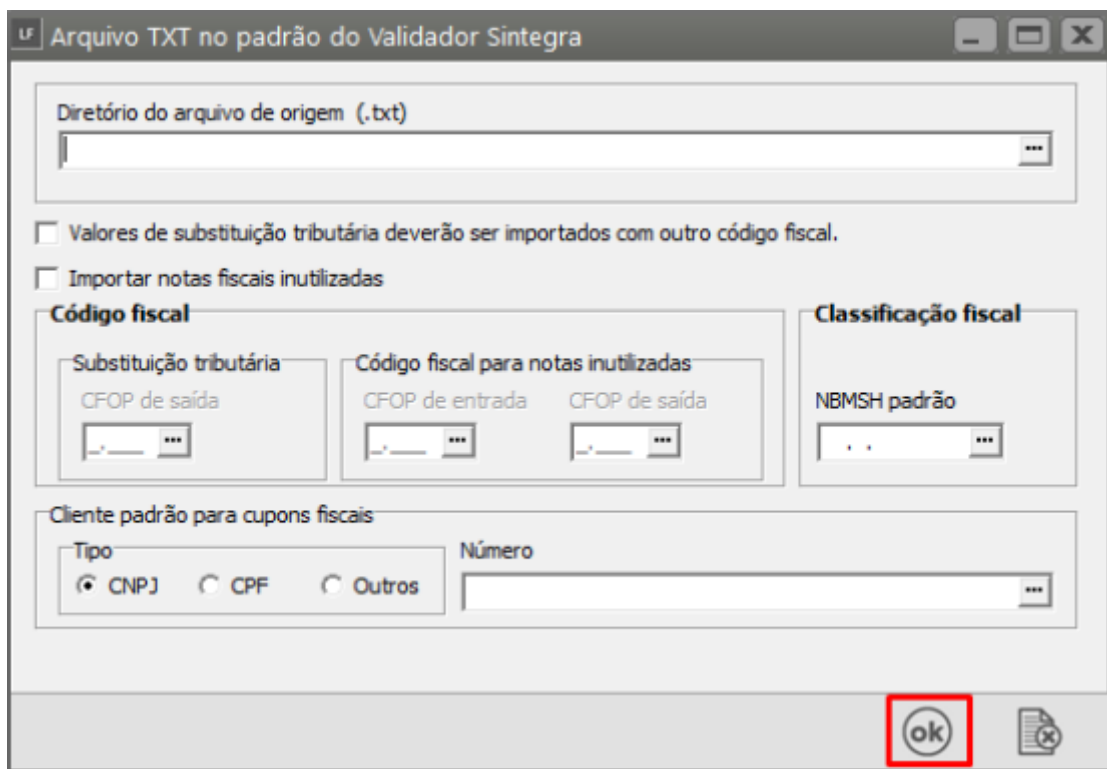 LF Arquivo TXT no padrão do Validador Sintegra
Diretório do arquivo de origem (.txt)
Valores de substituição tributária deverão ser importados com outro código fiscal.
Importar notas fiscais inutilizadas
Código fiscal
Classificação fiscal
Substituição tributária
Código fiscal para notas inutilizadas
CFOP de saída
CFOP de entrada
CFOP de saída
NBMSH padrão
Cliente padrão para cupons fiscais
Tipo
Número
CNPJ
CPF
Outros
ok